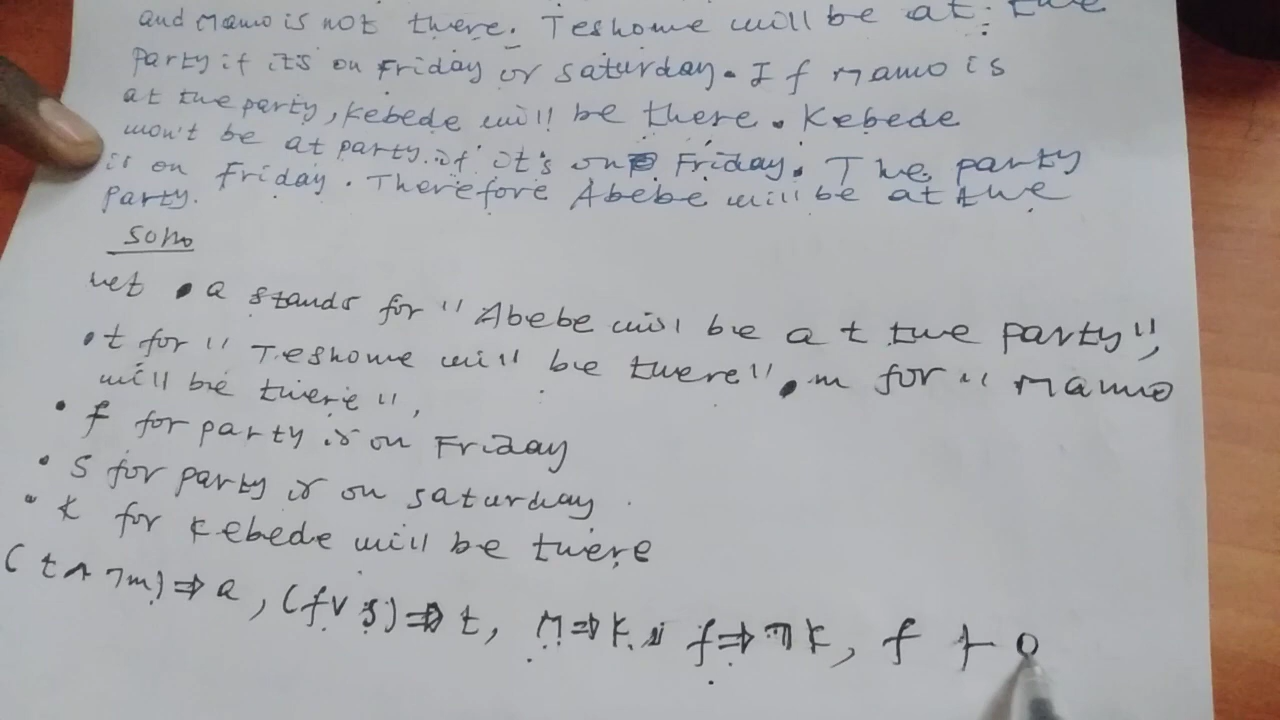 and Mamo is not there. Teshome will be at the
Party if it's on Friday or Saturday. If Mamo is
at the party, Kebede will be there. Kebede
won't be at party if it's on Friday. The party
is on Friday. Therefore Abebe will be at the
Party.
Soln
Let • a stands for "Abebe will be at the party",
• t for "Teshome will be there" • m for "Mamo
will be there",
• f for party is on Friday
• S for party is on saturday
• k for Kebede will be there
(t∧¬m)⇒a, (f∨s)⇒t, M⇒k, f⇒¬k, f ⊢ a